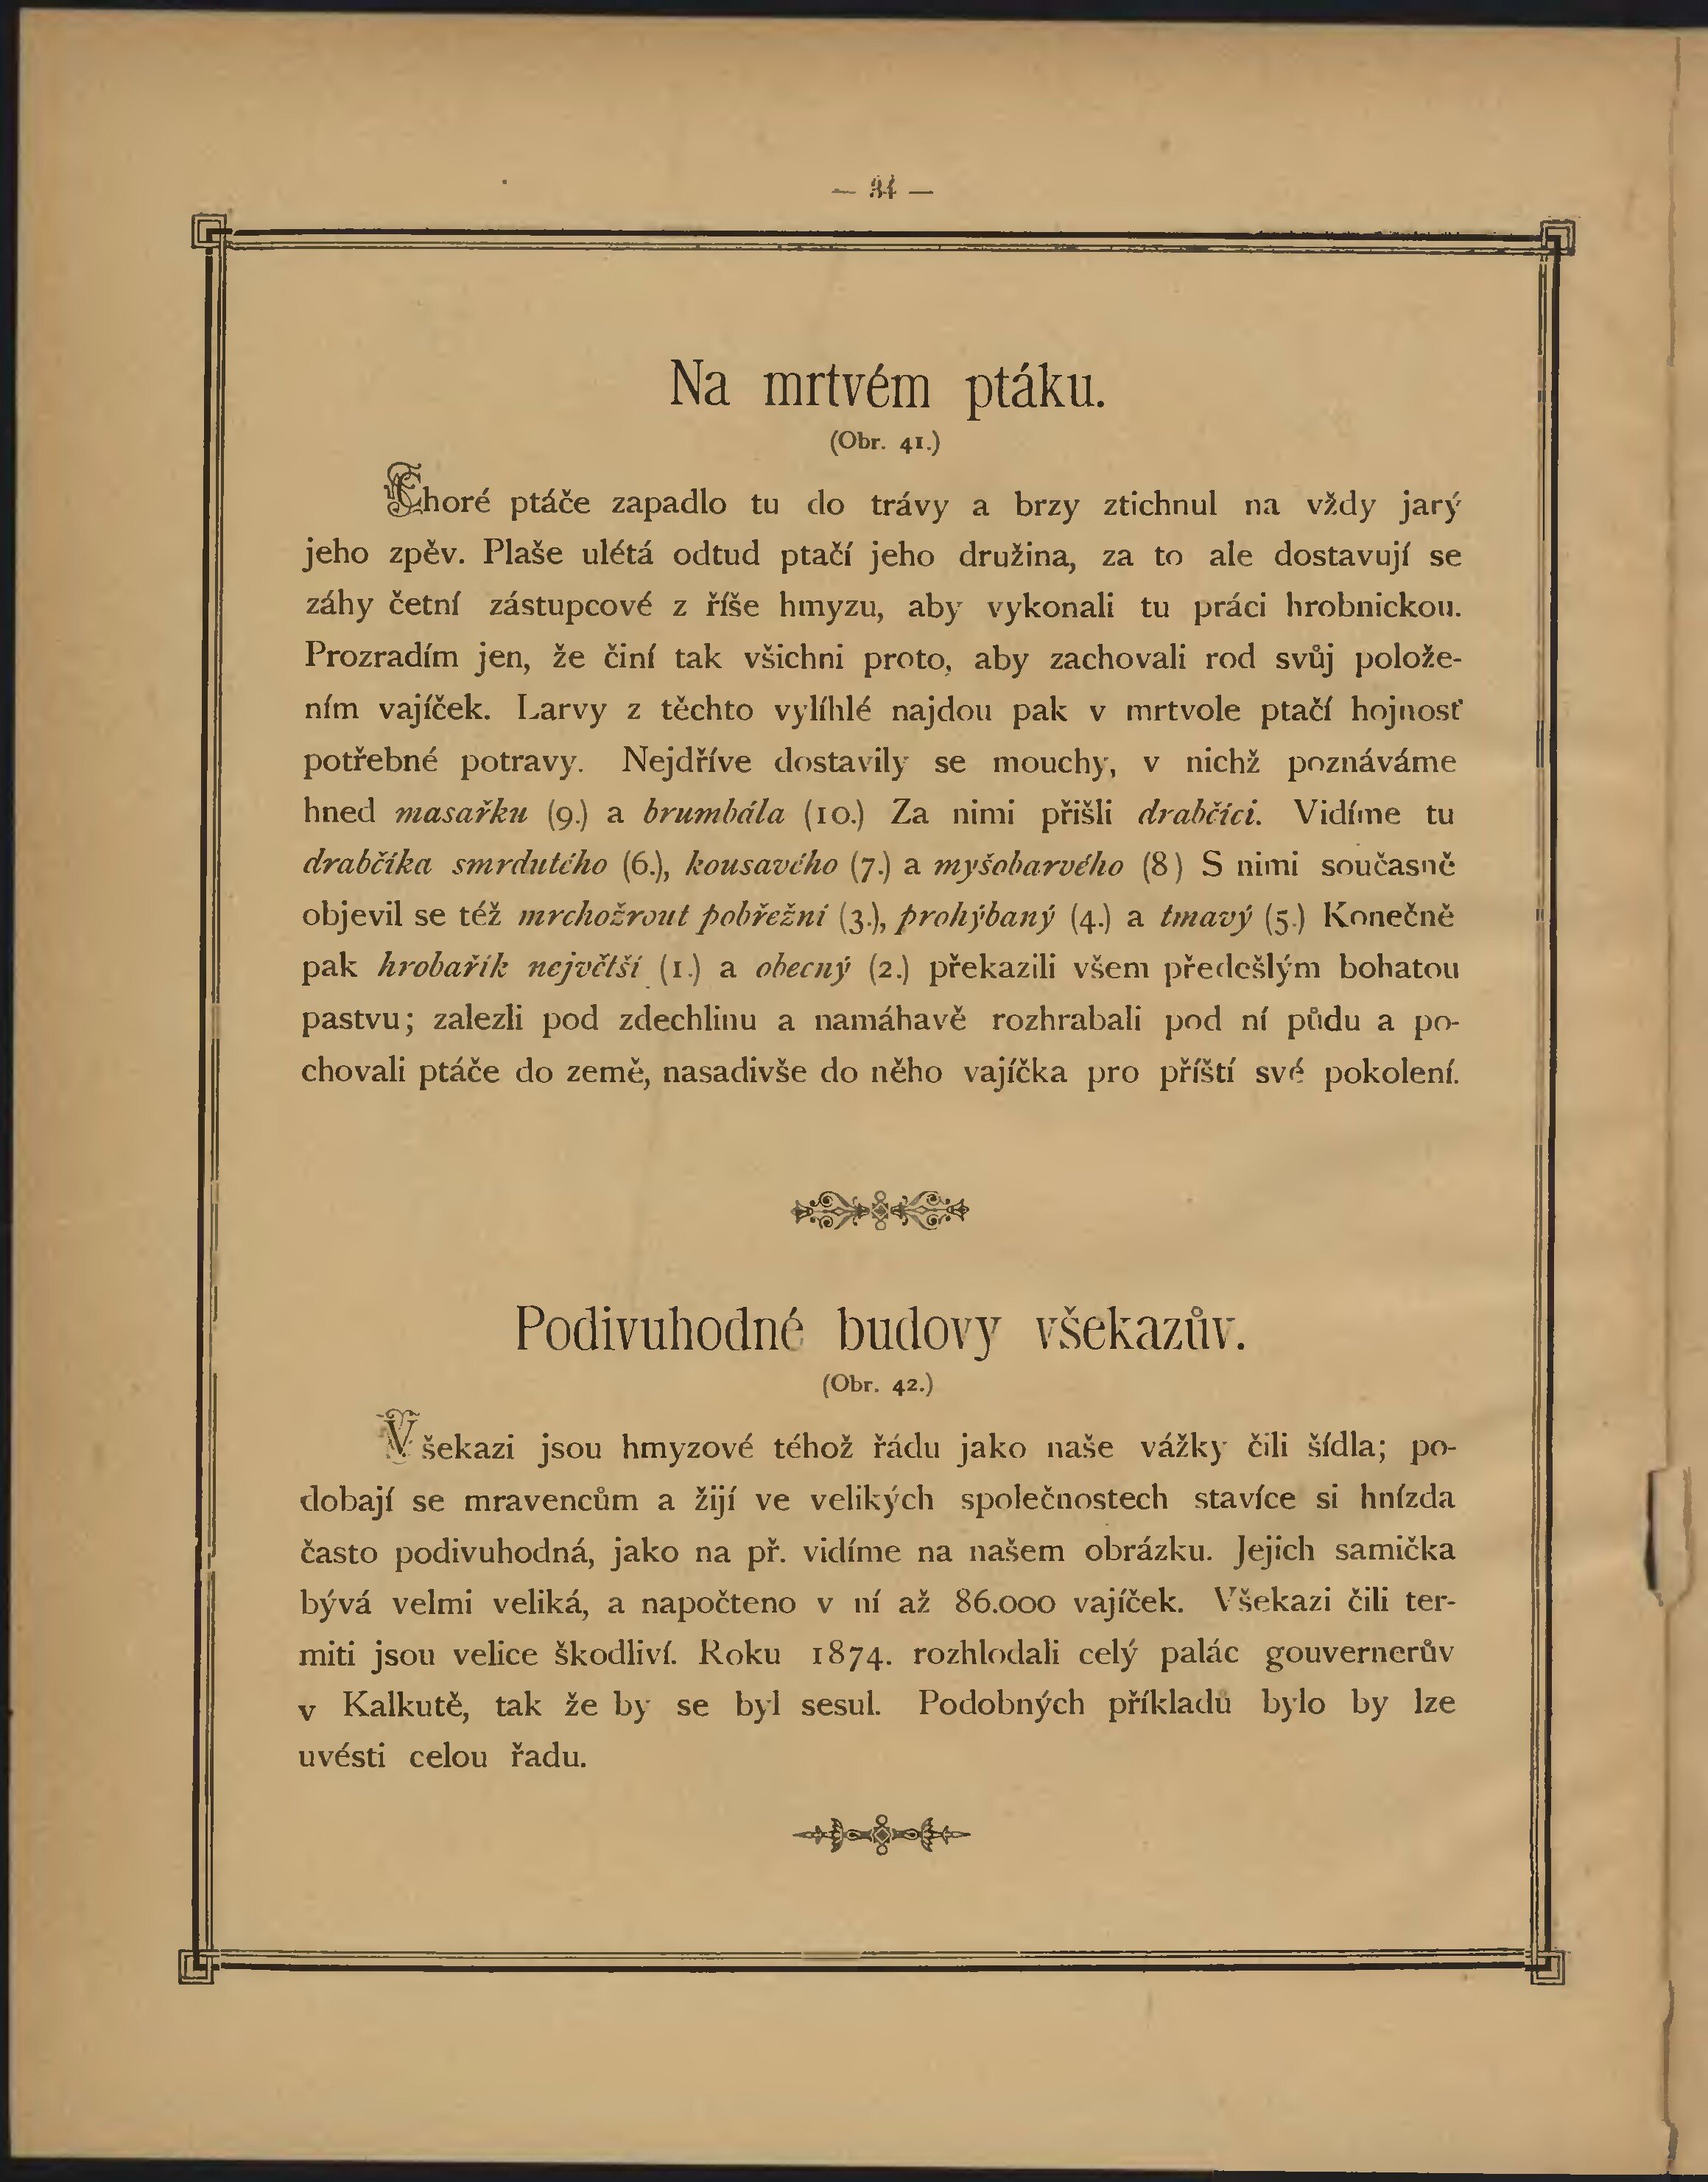 — 34 —
Na mrtvém ptáku.
(Obr. 41.)
Choré ptáče zapadlo tu do trávy a brzy ztichnul na vždy jarý
jeho zpěv. Plaše ulétá odtud ptačí jeho družina, za to ale dostavují se
záhy četní zástupcové z říše hmyzu, aby vykonali tu práci hrobnickou.
Prozradím jen, že činí tak všichni proto, aby zachovali rod svůj polože-
ním vajíček. Larvy z těchto vylíhlé najdou pak v mrtvole ptačí hojnosť
potřebné potravy. Nejdříve dostavily se mouchy, v nichž poznáváme
hned masařku (9.) a brumbála (10.) Za nimi přišli drabčíci. Vidíme tu
drabčíka smrdutého (6.), kousavého (7.) a myšobarvého (8) S nimi současně
objevil se též mrchožrout pobřežní (3.), prohýbaný (4.) a tmavý (5.) Konečně
pak hrobařík největší (1.) a obecný (2.) překazili všem předešlým bohatou
pastvu; zalezli pod zdechlinu a namáhavě rozhrabali pod ní půdu a po-
chovali ptáče do země, nasadivše do něho vajíčka pro příští své pokolení.
Podivuhodné budovy všekazův.
(Obr. 42.)
Všekazi jsou hmyzové téhož řádu jako naše vážky čili šídla; po-
dobají se mravencům a žijí ve velikých společnostech stavíce si hnízda
často podivuhodná, jako na př. vidíme na našem obrázku. Jejich samička
bývá velmi veliká, a napočteno v ní až 86.000 vajíček. Všekazi čili ter-
miti jsou velice škodliví. Roku 1874. rozhlodali celý palác gouvernerův
v Kalkutě, tak že by se byl sesul. Podobných příkladů bylo by lze
uvésti celou řadu.